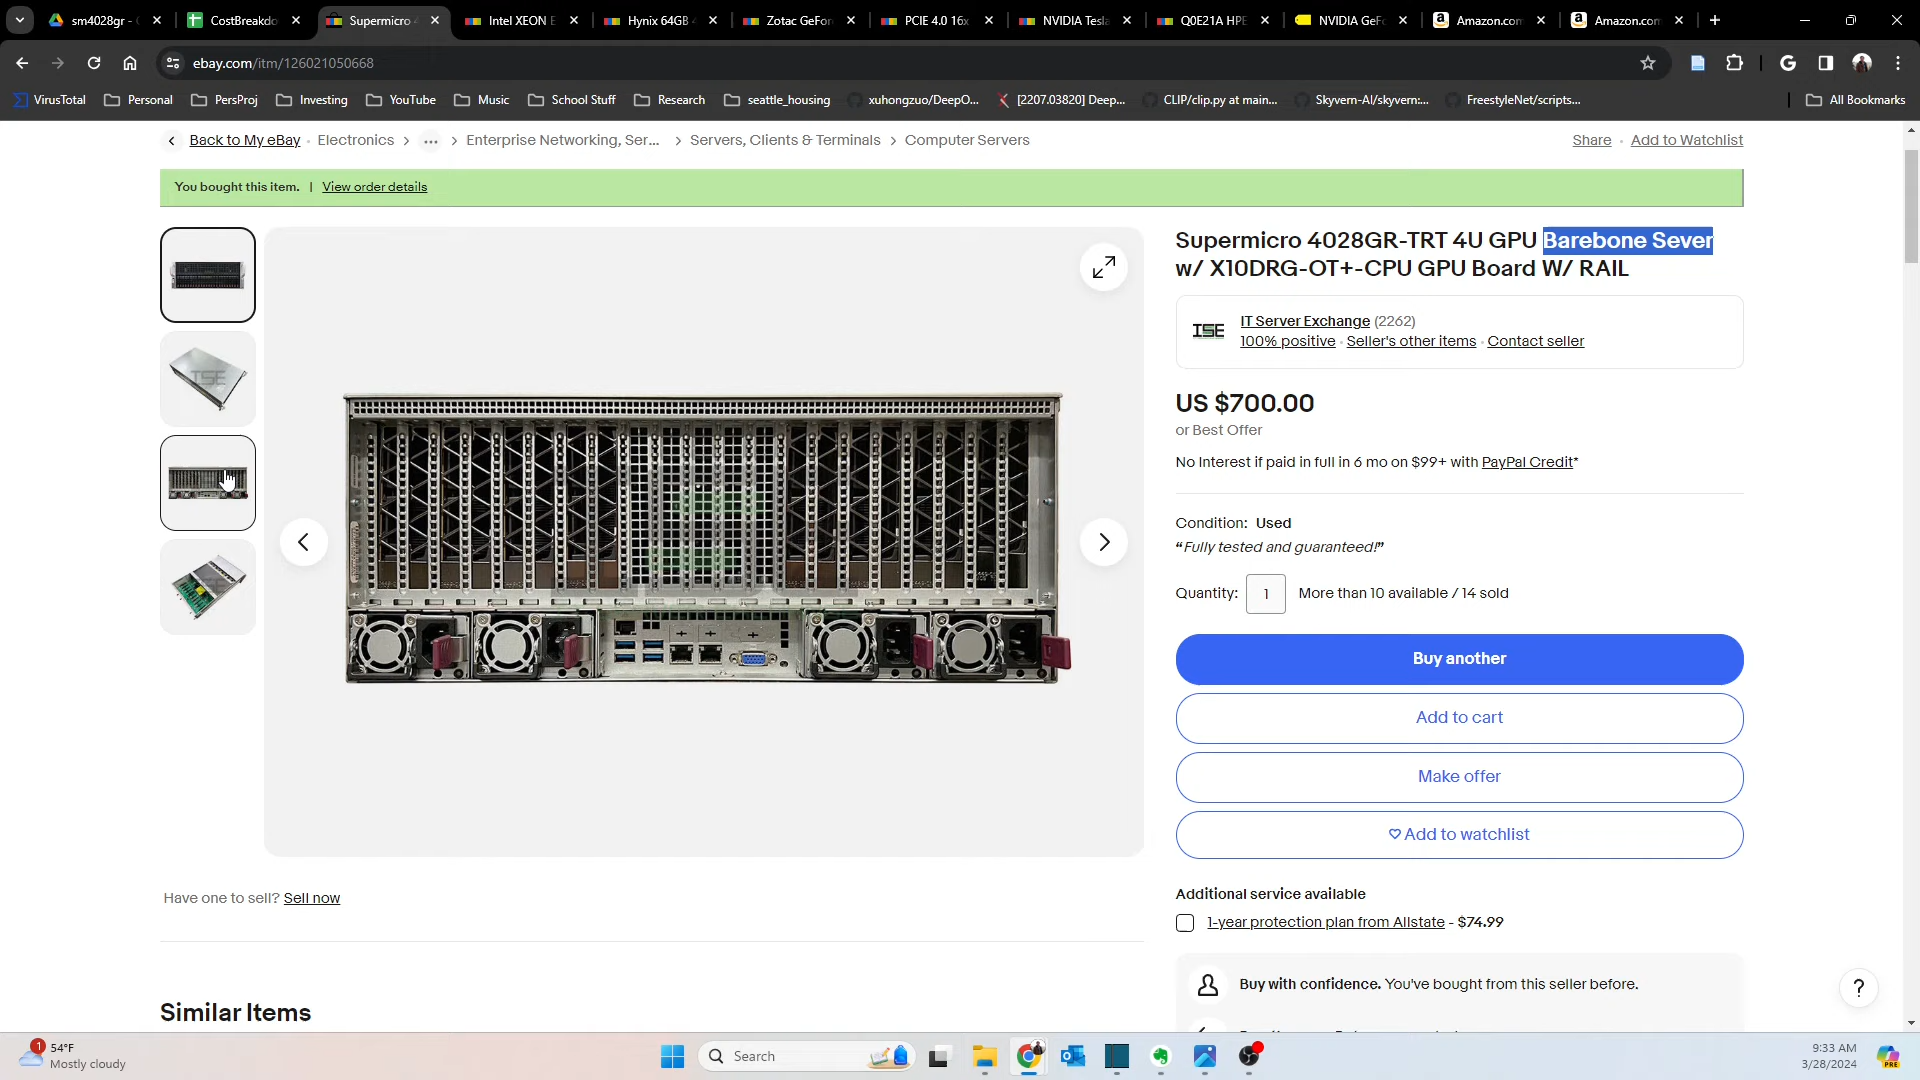 sm4028gr -
CostBreakdo
Supermicro 4
Intel XEON E
Hynix 64GB
Zotac GeFor
PCIE 4.0 16x
NVIDIA Tesla
Q0E21A HPE
NVIDIA GeFo
Amazon.com
Amazon.com
ebay.com/itm/126021050668
VirusTotal
Personal
PersProj
Investing
YouTube
Music
School Stuff
Research
seattle_housing
xuhongzuo/DeepO...
[2207.03820] Deep...
CLIP/clip.py at main...
Skyvern-AI/skyvern:...
FreestyleNet/scripts...
All Bookmarks
Back to My eBay · Electronics > ... > Enterprise Networking, Ser... > Servers, Clients & Terminals > Computer Servers
Share · Add to Watchlist
You bought this item. | View order details
Supermicro 4028GR-TRT 4U GPU Barebone Sever
w/ X10DRG-OT+-CPU GPU Board W/ RAIL
ISE
IT Server Exchange (2262)
100% positive · Seller's other items · Contact seller
US $700.00
or Best Offer
No Interest if paid in full in 6 mo on $99+ with PayPal Credit*
Condition: Used
“Fully tested and guaranteed!”
Quantity: 1 More than 10 available / 14 sold
Buy another
Add to cart
Make offer
Add to watchlist
Have one to sell? Sell now
Additional service available
1-year protection plan from Allstate - $74.99
Buy with confidence. You've bought from this seller before.
Similar Items
?
1
54°F
Mostly cloudy
Search
9:33 AM
3/28/2024
PRE